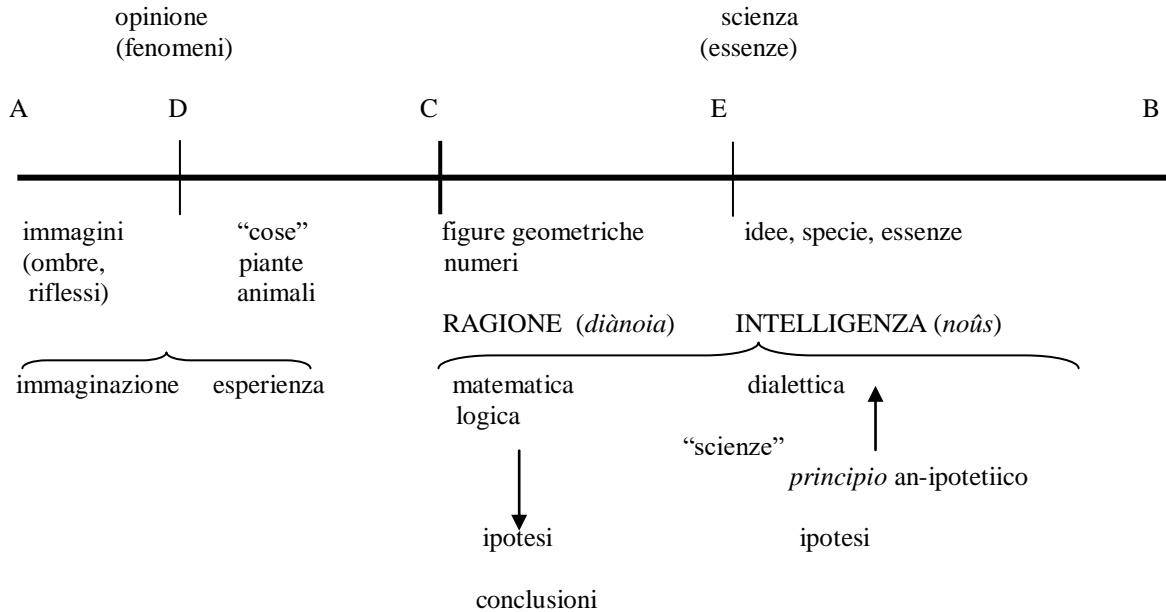 opinione scienza
(fenomeni) (essenze)
A D C E B
immagini “cose” figure geometriche idee, specie, essenze
(ombre, piante numeri
riflessi) animali
RAGIONE (diànoia) INTELLIGENZA (noûs)
immaginazione esperienza matematica dialettica
logica
“scienze”
principio an-ipotetiico
ipotesi ipotesi
conclusioni